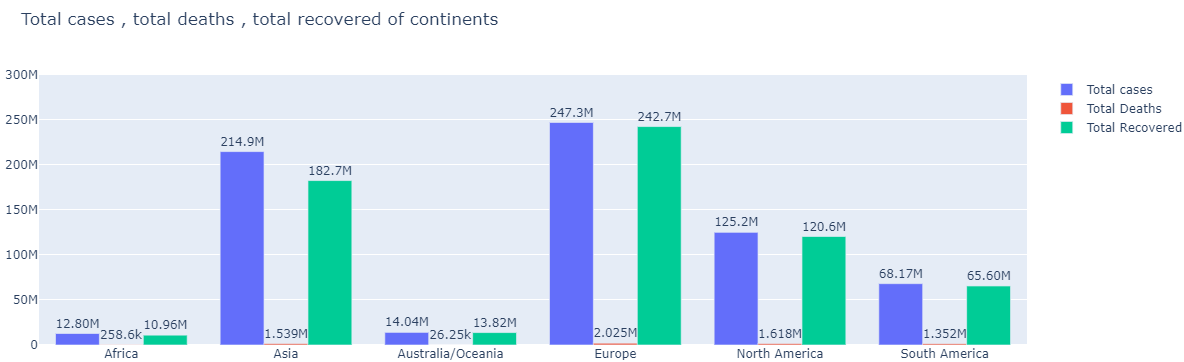 Total cases , total deaths , total recovered of continents
300M
250M
200M
150M
100M
50M
0
12.80M
258.6k
10.96M
214.9M
1.539M
182.7M
14.04M
26.25k
13.82M
247.3M
2.025M
242.7M
125.2M
1.618M
120.6M
68.17M
1.352M
65.60M
Africa
Asia
Australia/Oceania
Europe
North America
South America
Total cases
Total Deaths
Total Recovered